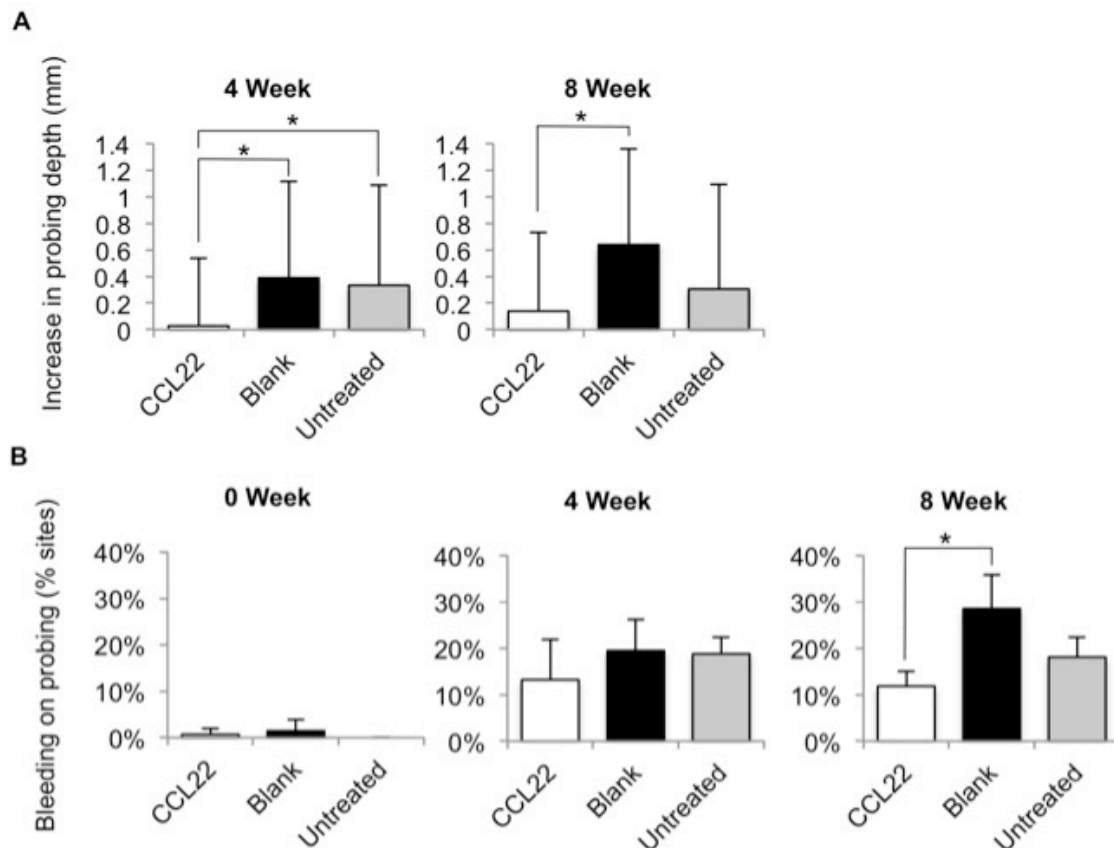 A
Increase in probing depth (mm)
4 Week
*
*
1.4
1.2
1
0.8
0.6
0.4
0.2
0
CCL22
Blank
Untreated
8 Week
*
1.4
1.2
1
0.8
0.6
0.4
0.2
0
CCL22
Blank
Untreated
B
Bleeding on probing (% sites)
0 Week
40%
30%
20%
10%
0%
CCL22
Blank
Untreated
4 Week
40%
30%
20%
10%
0%
CCL22
Blank
Untreated
8 Week
*
40%
30%
20%
10%
0%
CCL22
Blank
Untreated